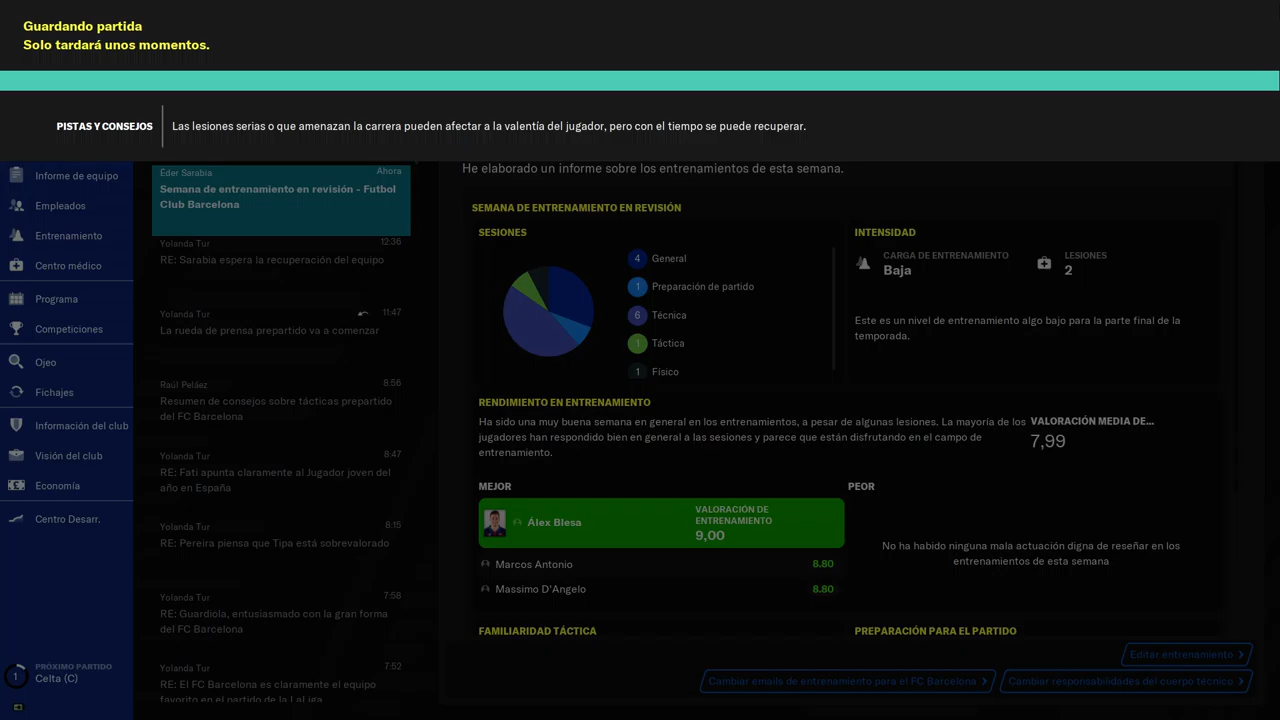 Guardando partida
Solo tardará unos momentos.
PISTAS Y CONSEJOS
Las lesiones serias o que amenazan la carrera pueden afectar a la valentía del jugador, pero con el tiempo se puede recuperar.
Informe de equipo
Empleados
Entrenamiento
Centro médico
Programa
Competiciones
Ojeo
Fichajes
Información del club
Visión del club
Economía
Centro Desarr.
PRÓXIMO PARTIDO
1
Celta (C)
Éder Sarabia
Ahora
Semana de entrenamiento en revisión - Futbol
Club Barcelona
Yolanda Tur
12:36
RE: Sarabia espera la recuperación del equipo
Yolanda Tur
11:47
La rueda de prensa prepartido va a comenzar
Raúl Peláez
8:56
Resumen de consejos sobre tácticas prepartido
del FC Barcelona
Yolanda Tur
8:47
RE: Fati apunta claramente al Jugador joven del
año en España
Yolanda Tur
8:15
RE: Pereira piensa que Tipa está sobrevalorado
Yolanda Tur
7:58
RE: Guardiola, entusiasmado con la gran forma
del FC Barcelona
Yolanda Tur
7:52
RE: El FC Barcelona es claramente el equipo
favorito en el partido de la LaLiga
He elaborado un informe sobre los entrenamientos de esta semana.
SEMANA DE ENTRENAMIENTO EN REVISIÓN
SESIONES
4 General
1 Preparación de partido
6 Técnica
1 Táctica
1 Físico
INTENSIDAD
CARGA DE ENTRENAMIENTO
Baja
LESIONES
2
Este es un nivel de entrenamiento algo bajo para la parte final de la
temporada.
RENDIMIENTO EN ENTRENAMIENTO
Ha sido una muy buena semana en general en los entrenamientos, a pesar de algunas lesiones. La mayoría de los
jugadores han respondido bien en general a las sesiones y parece que están disfrutando en el campo de
entrenamiento.
VALORACIÓN MEDIA DE...
7,99
MEJOR
Álex Blesa
VALORACIÓN DE
ENTRENAMIENTO
9,00
Marcos Antonio
8.80
Massimo D'Angelo
8.80
PEOR
No ha habido ninguna mala actuación digna de reseñar en los
entrenamientos de esta semana
FAMILIARIDAD TÁCTICA
PREPARACIÓN PARA EL PARTIDO
Editar entrenamiento
Cambiar emails de entrenamiento para el FC Barcelona
Cambiar responsabilidades del cuerpo técnico